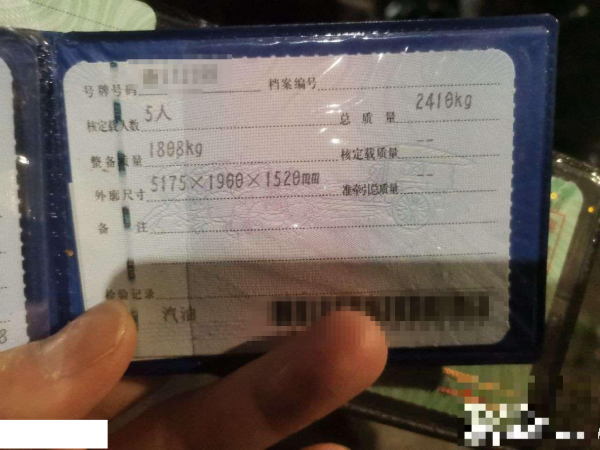 号牌号码 档案编号
核定载人数 5人 总质量 2410kg
整备质量 1808kg 核定载质量 --
外廓尺寸 5175×1960×1520mm 准牵引总质量 --
备注
检验记录
汽油